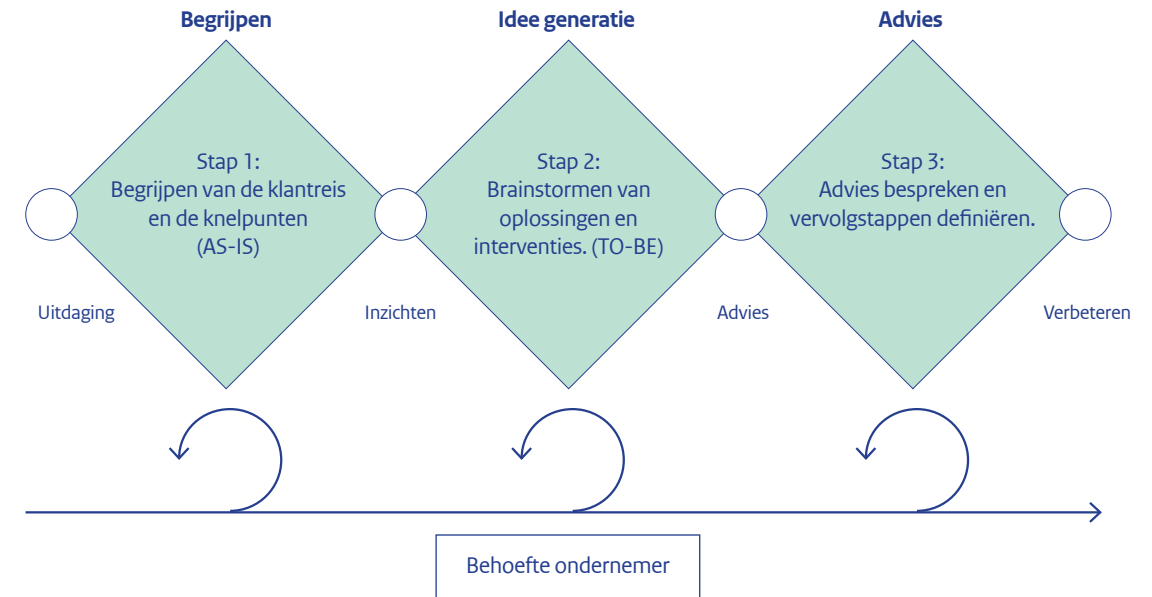 Begrijpen
Idee generatie
Advies
Stap 1:
Begrijpen van de klantreis
en de knelpunten
(AS-IS)
Stap 2:
Brainstormen van
oplossingen en
interventies. (TO-BE)
Stap 3:
Advies bespreken en
vervolgstappen definiëren.
Uitdaging
Inzichten
Advies
Verbeteren
Behoefte ondernemer